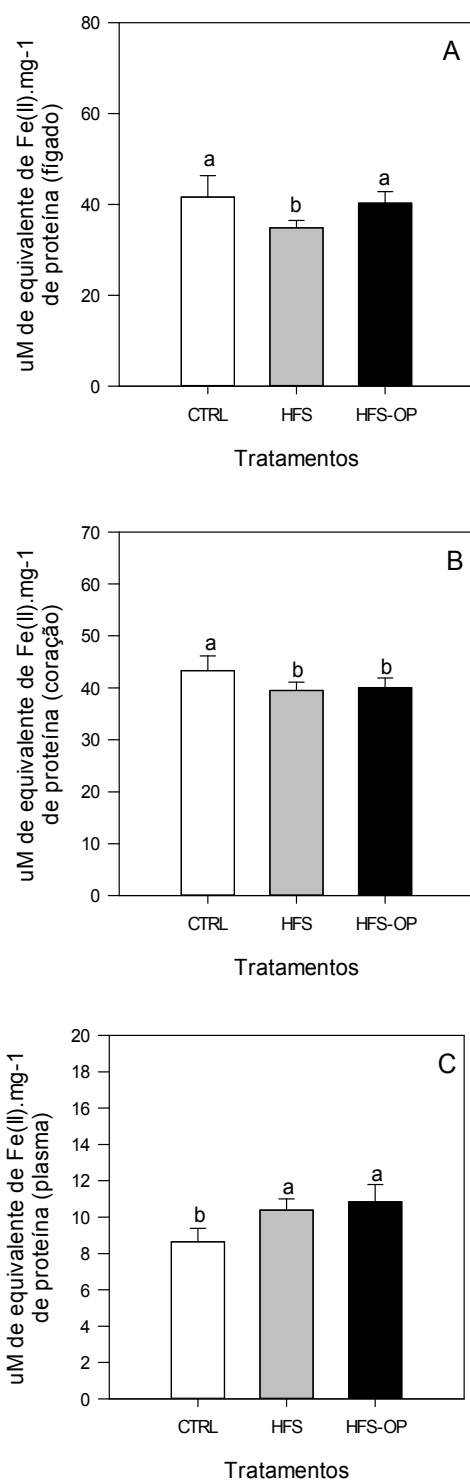 uM de equivalente de Fe(II).mg-1
de proteína (fígado)
80
60
40
20
0
A
a
b
a
CTRL
HFS
HFS-OP
Tratamentos
uM de equivalente de Fe(II).mg-1
de proteína (coração)
70
60
50
40
30
20
10
0
B
a
b
b
CTRL
HFS
HFS-OP
Tratamentos
uM de equivalente de Fe(II).mg-1
de proteína (plasma)
20
18
16
14
12
10
8
6
4
2
0
C
b
a
a
CTRL
HFS
HFS-OP
Tratamentos